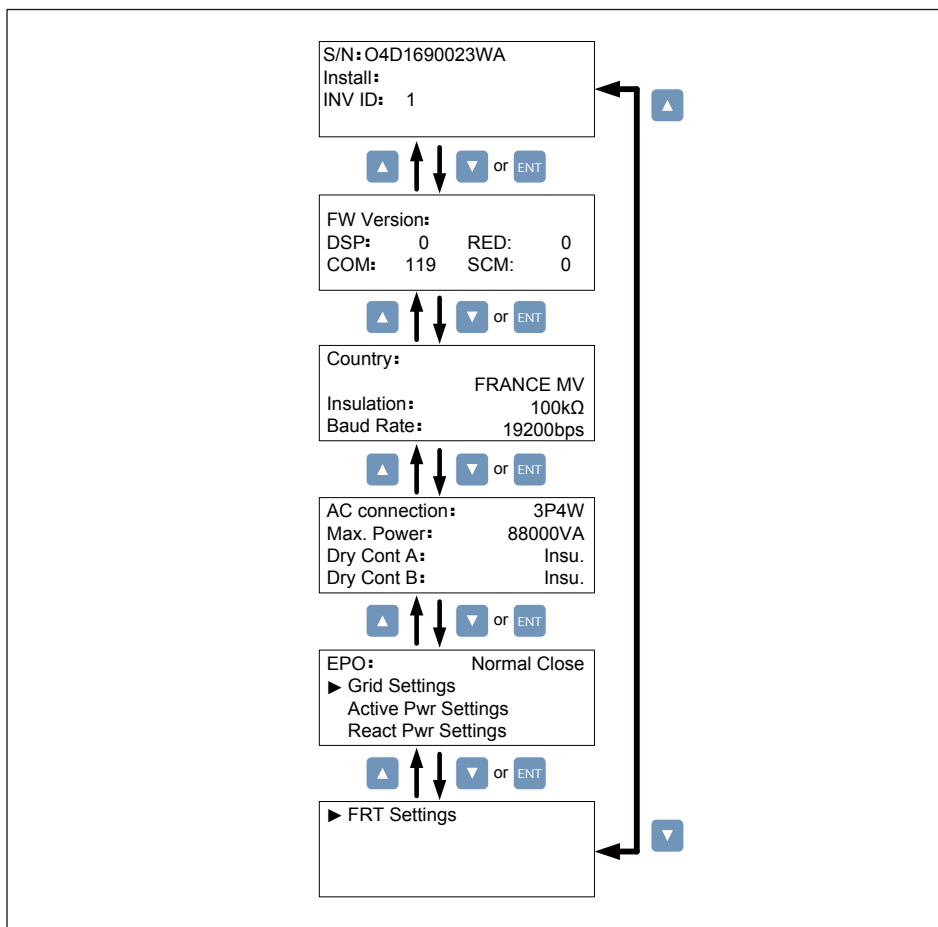 S/N: O4D1690023WA
Install:
INV ID: 1
▲
▲ ▼ or ENT
FW Version:
DSP: 0 RED: 0
COM: 119 SCM: 0
▲ ▼ or ENT
Country:
FRANCE MV
Insulation: 100kΩ
Baud Rate: 19200bps
▲ ▼ or ENT
AC connection: 3P4W
Max. Power: 88000VA
Dry Cont A: Insu.
Dry Cont B: Insu.
▲ ▼ or ENT
EPO: Normal Close
► Grid Settings
Active Pwr Settings
React Pwr Settings
▲ ▼ or ENT
► FRT Settings
▼